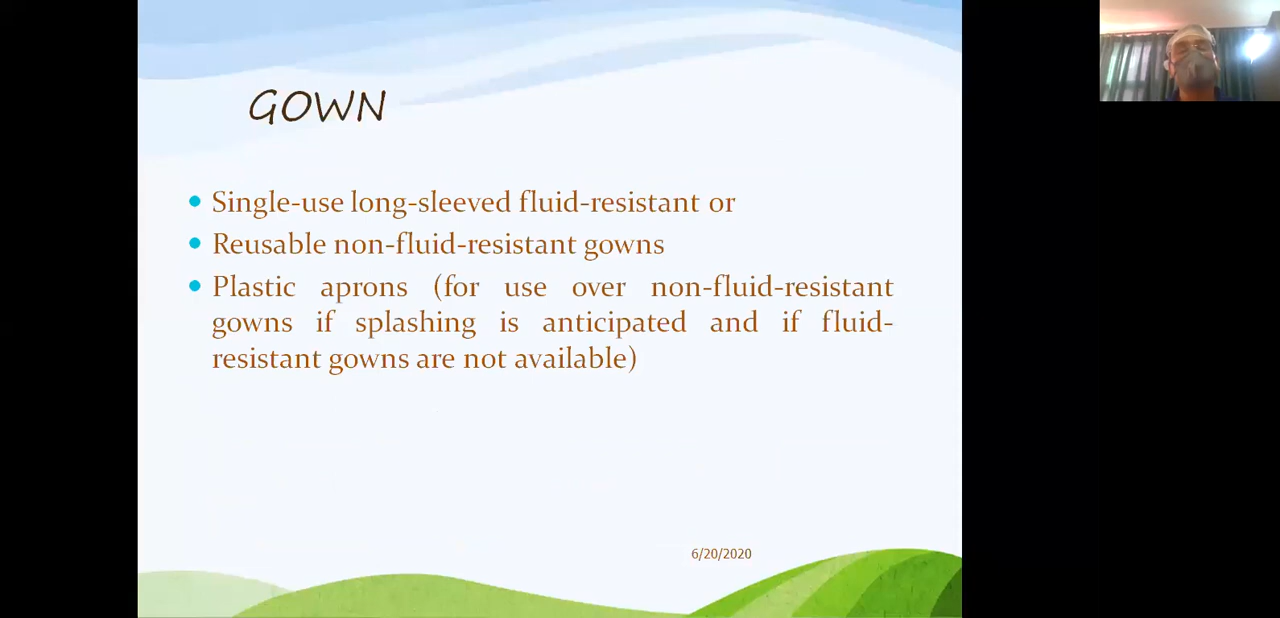 GOWN
Single-use long-sleeved fluid-resistant or
Reusable non-fluid-resistant gowns
Plastic aprons (for use over non-fluid-resistant
gowns if splashing is anticipated and if fluid-
resistant gowns are not available)
6/20/2020